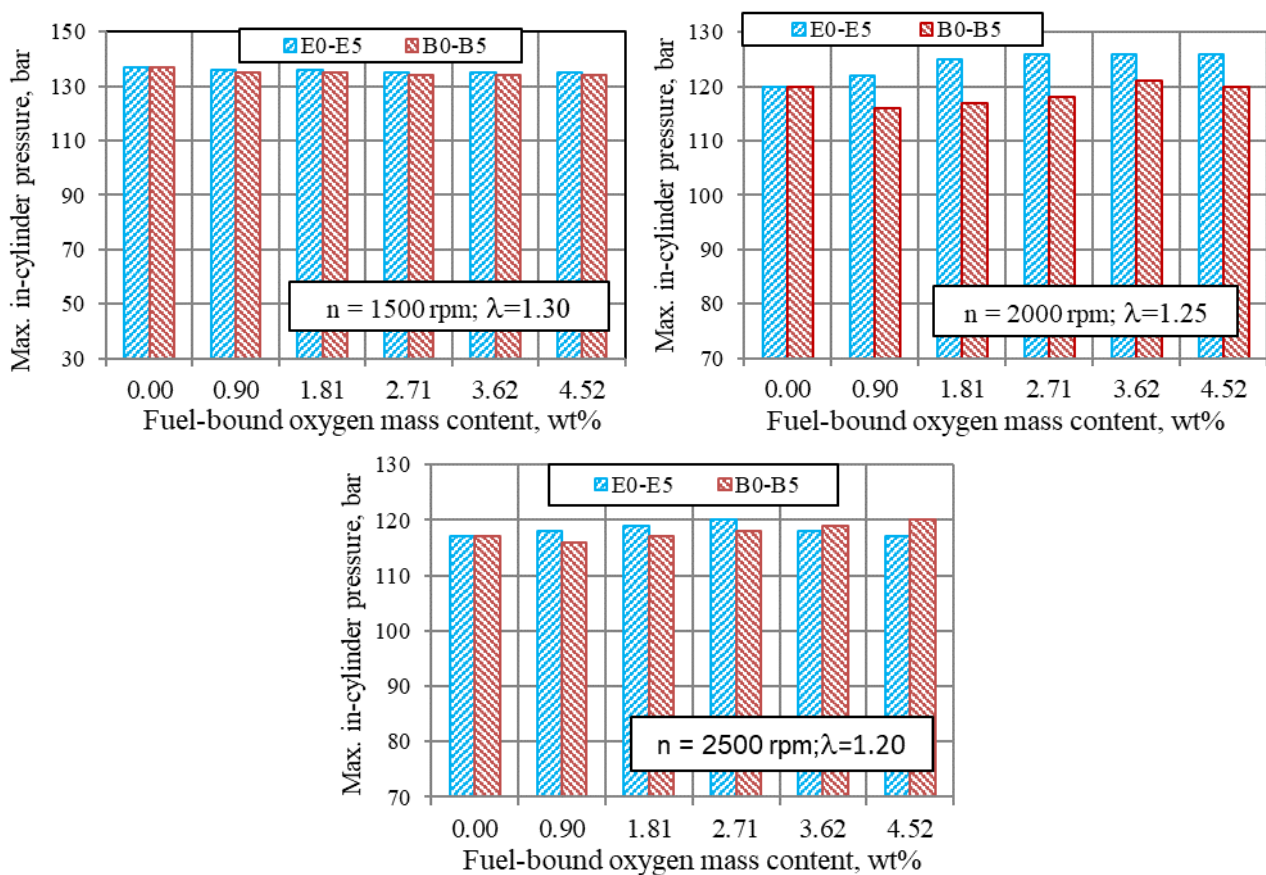 Max. in-cylinder pressure, bar
150
130
110
90
70
50
30
E0-E5 B0-B5
n = 1500 rpm; λ=1.30
0.00 0.90 1.81 2.71 3.62 4.52
Fuel-bound oxygen mass content, wt%
Max. in-cylinder pressure, bar
130
120
110
100
90
80
70
E0-E5 B0-B5
n = 2000 rpm; λ=1.25
0.00 0.90 1.81 2.71 3.62 4.52
Fuel-bound oxygen mass content, wt%
Max. in-cylinder pressure, bar
130
120
110
100
90
80
70
E0-E5 B0-B5
n = 2500 rpm;λ=1.20
0.00 0.90 1.81 2.71 3.62 4.52
Fuel-bound oxygen mass content, wt%